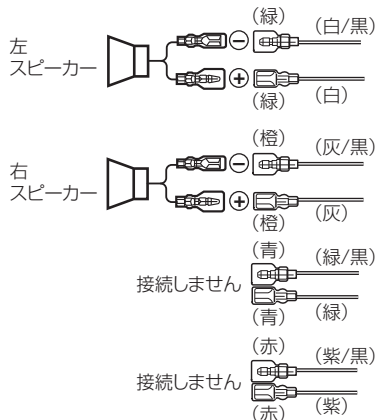 (緑)
(白/黒)
左
スピーカー
⊖
⊕
(緑)
(白)
(橙)
(灰/黒)
右
スピーカー
⊖
⊕
(橙)
(灰)
(青)
(緑/黒)
接続しません
(青)
(緑)
(赤)
(紫/黒)
接続しません
(赤)
(紫)